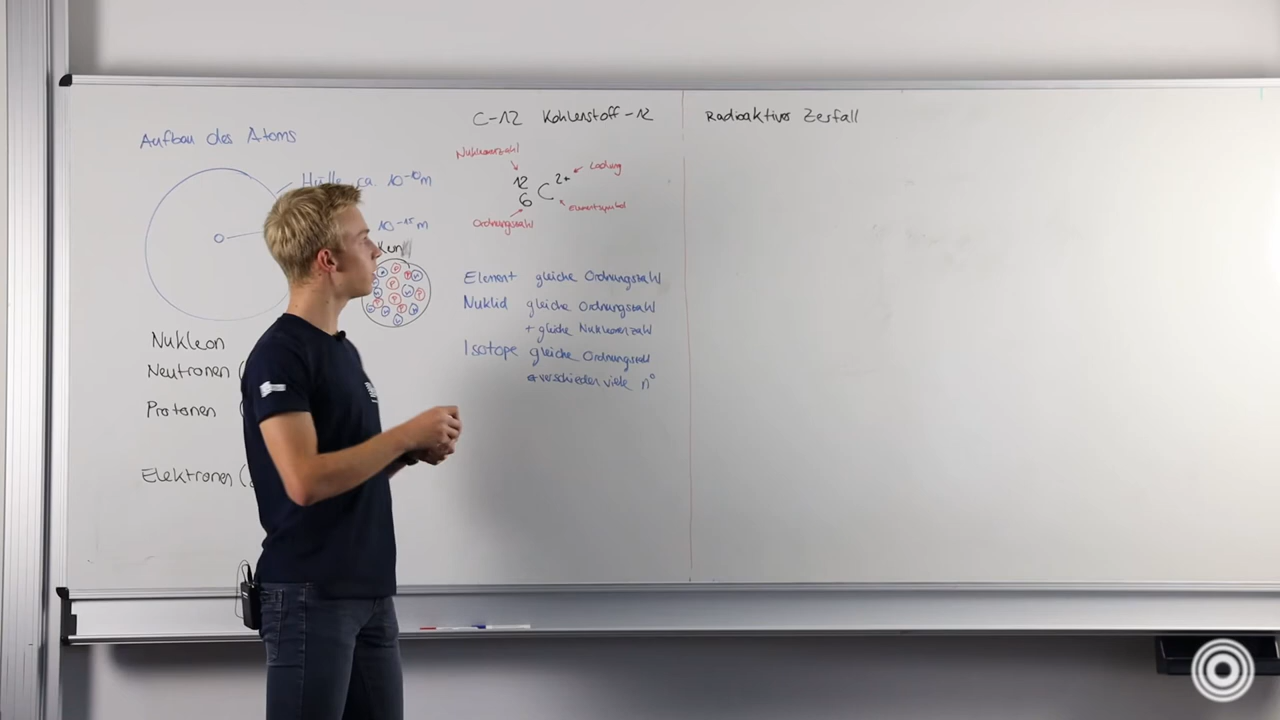 Aufbau des Atoms
Hülle ca. 10⁻¹⁰m
10⁻¹⁵m
Kern
Nukleon
Neutronen (
Protonen (
Elektronen (
C-12 Kohlenstoff-12
Nukleonenzahl
12
6
C
2+
Ladung
Elementsymbol
Ordnungszahl
Element gleiche Ordnungszahl
Nuklid gleiche Ordnungszahl
+ gleiche Nukleonenzahl
Isotope gleiche Ordnungszahl
verschieden viele n⁰
Radioaktiver Zerfall